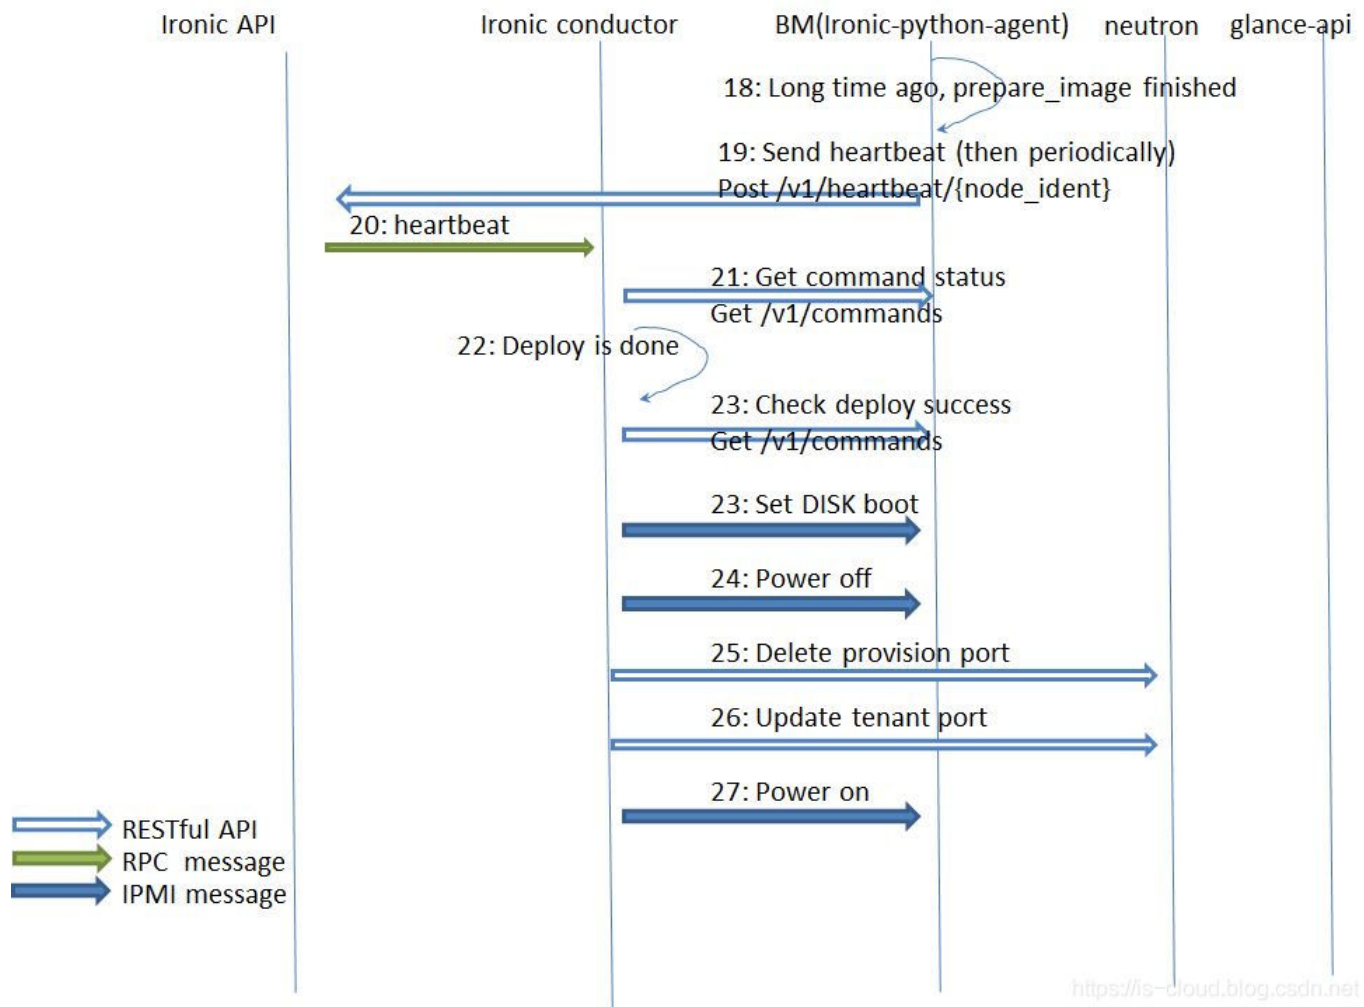 Ironic API
Ironic conductor
BM(Ironic-python-agent)
neutron
glance-api
18: Long time ago, prepare_image finished
19: Send heartbeat (then periodically)
Post /v1/heartbeat/{node_ident}
20: heartbeat
21: Get command status
Get /v1/commands
22: Deploy is done
23: Check deploy success
Get /v1/commands
23: Set DISK boot
24: Power off
25: Delete provision port
26: Update tenant port
27: Power on
RESTful API
RPC message
IPMI message
https://is-cloud.blog.csdn.net